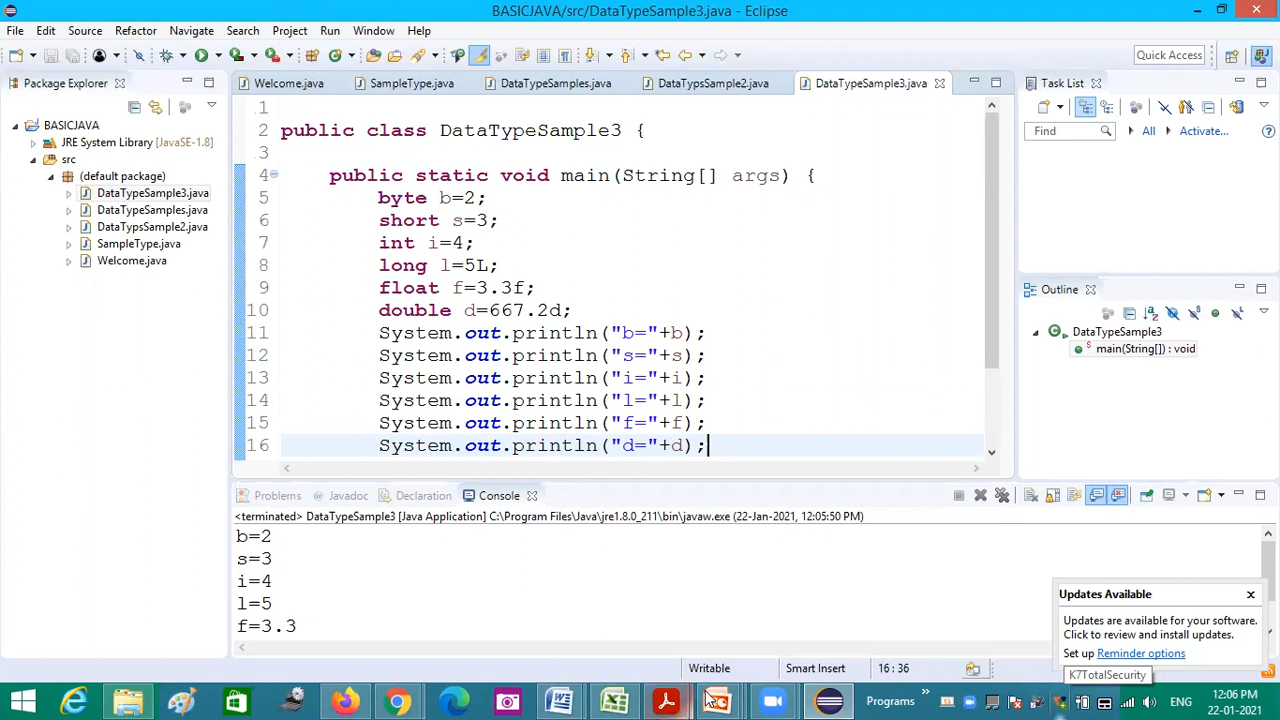 BASICJAVA/src/DataTypeSample3.java - Eclipse
File Edit Source Refactor Navigate Search Project Run Window Help
Quick Access
Package Explorer
BASICJAVA
JRE System Library [JavaSE-1.8]
src
(default package)
DataTypeSample3.java
DataTypeSamples.java
DataTypsSample2.java
SampleType.java
Welcome.java
Welcome.java SampleType.java DataTypeSamples.java DataTypsSample2.java DataTypeSample3.java
1
2 public class DataTypeSample3 {
3
4 public static void main(String[] args) {
5 byte b=2;
6 short s=3;
7 int i=4;
8 long l=5L;
9 float f=3.3f;
10 double d=667.2d;
11 System.out.println("b="+b);
12 System.out.println("s="+s);
13 System.out.println("i="+i);
14 System.out.println("l="+l);
15 System.out.println("f="+f);
16 System.out.println("d="+d);
Task List
Find All Activate...
Outline
DataTypeSample3
main(String[]) : void
Problems Javadoc Declaration Console
<terminated> DataTypeSample3 [Java Application] C:\Program Files\Java\jre1.8.0_211\bin\javaw.exe (22-Jan-2021, 12:05:50 PM)
b=2
s=3
i=4
l=5
f=3.3
Updates Available
Updates are available for your software.
Click to review and install updates.
Set up Reminder options
K7TotalSecurity
Writable Smart Insert 16 : 36
Programs
ENG
12:06 PM
22-01-2021